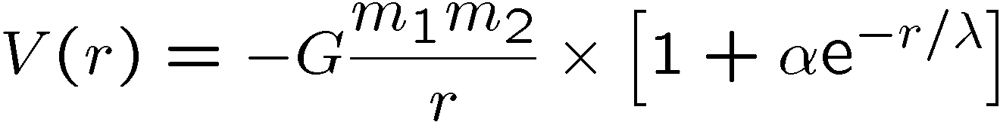 V(r) = −G m₁m₂/r × [1 + αe^{−r/λ}]